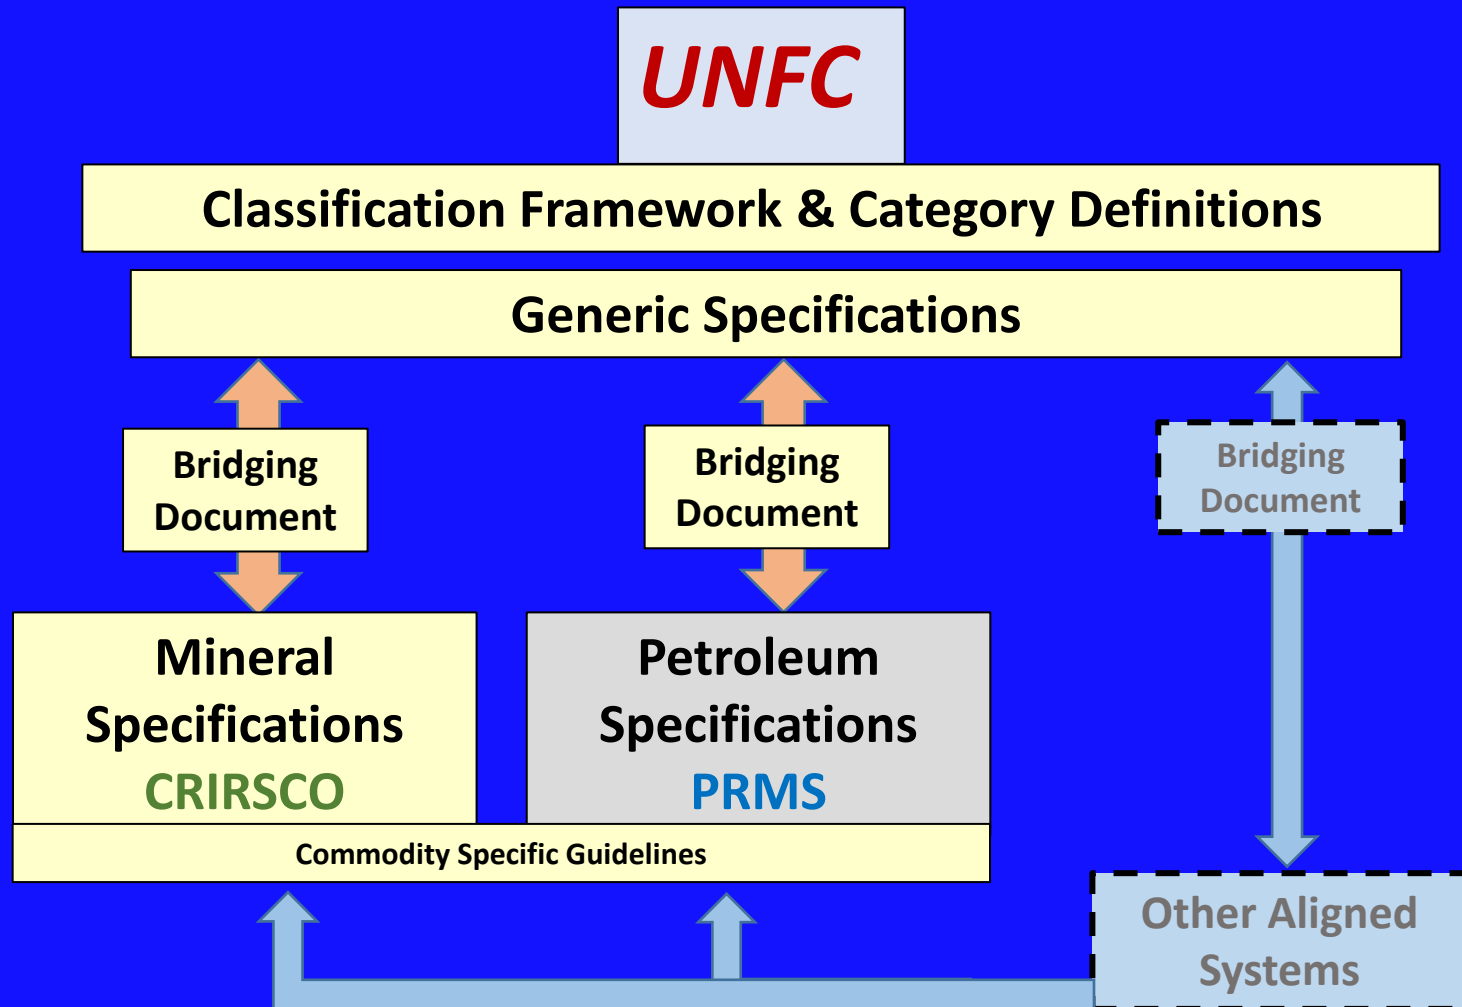 UNFC
Classification Framework & Category Definitions
Generic Specifications
Bridging
Document
Bridging
Document
Bridging
Document
Mineral
Specifications
CRIRSCO
Petroleum
Specifications
PRMS
Commodity Specific Guidelines
Other Aligned
Systems